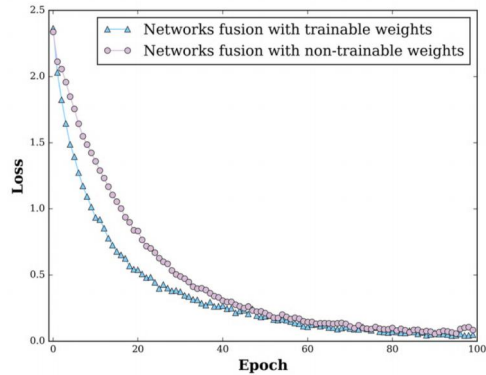 2.5
Networks fusion with trainable weights
Networks fusion with non-trainable weights
2.0
1.5
Loss
1.0
0.5
0.0
0 20 40 60 80 100
Epoch